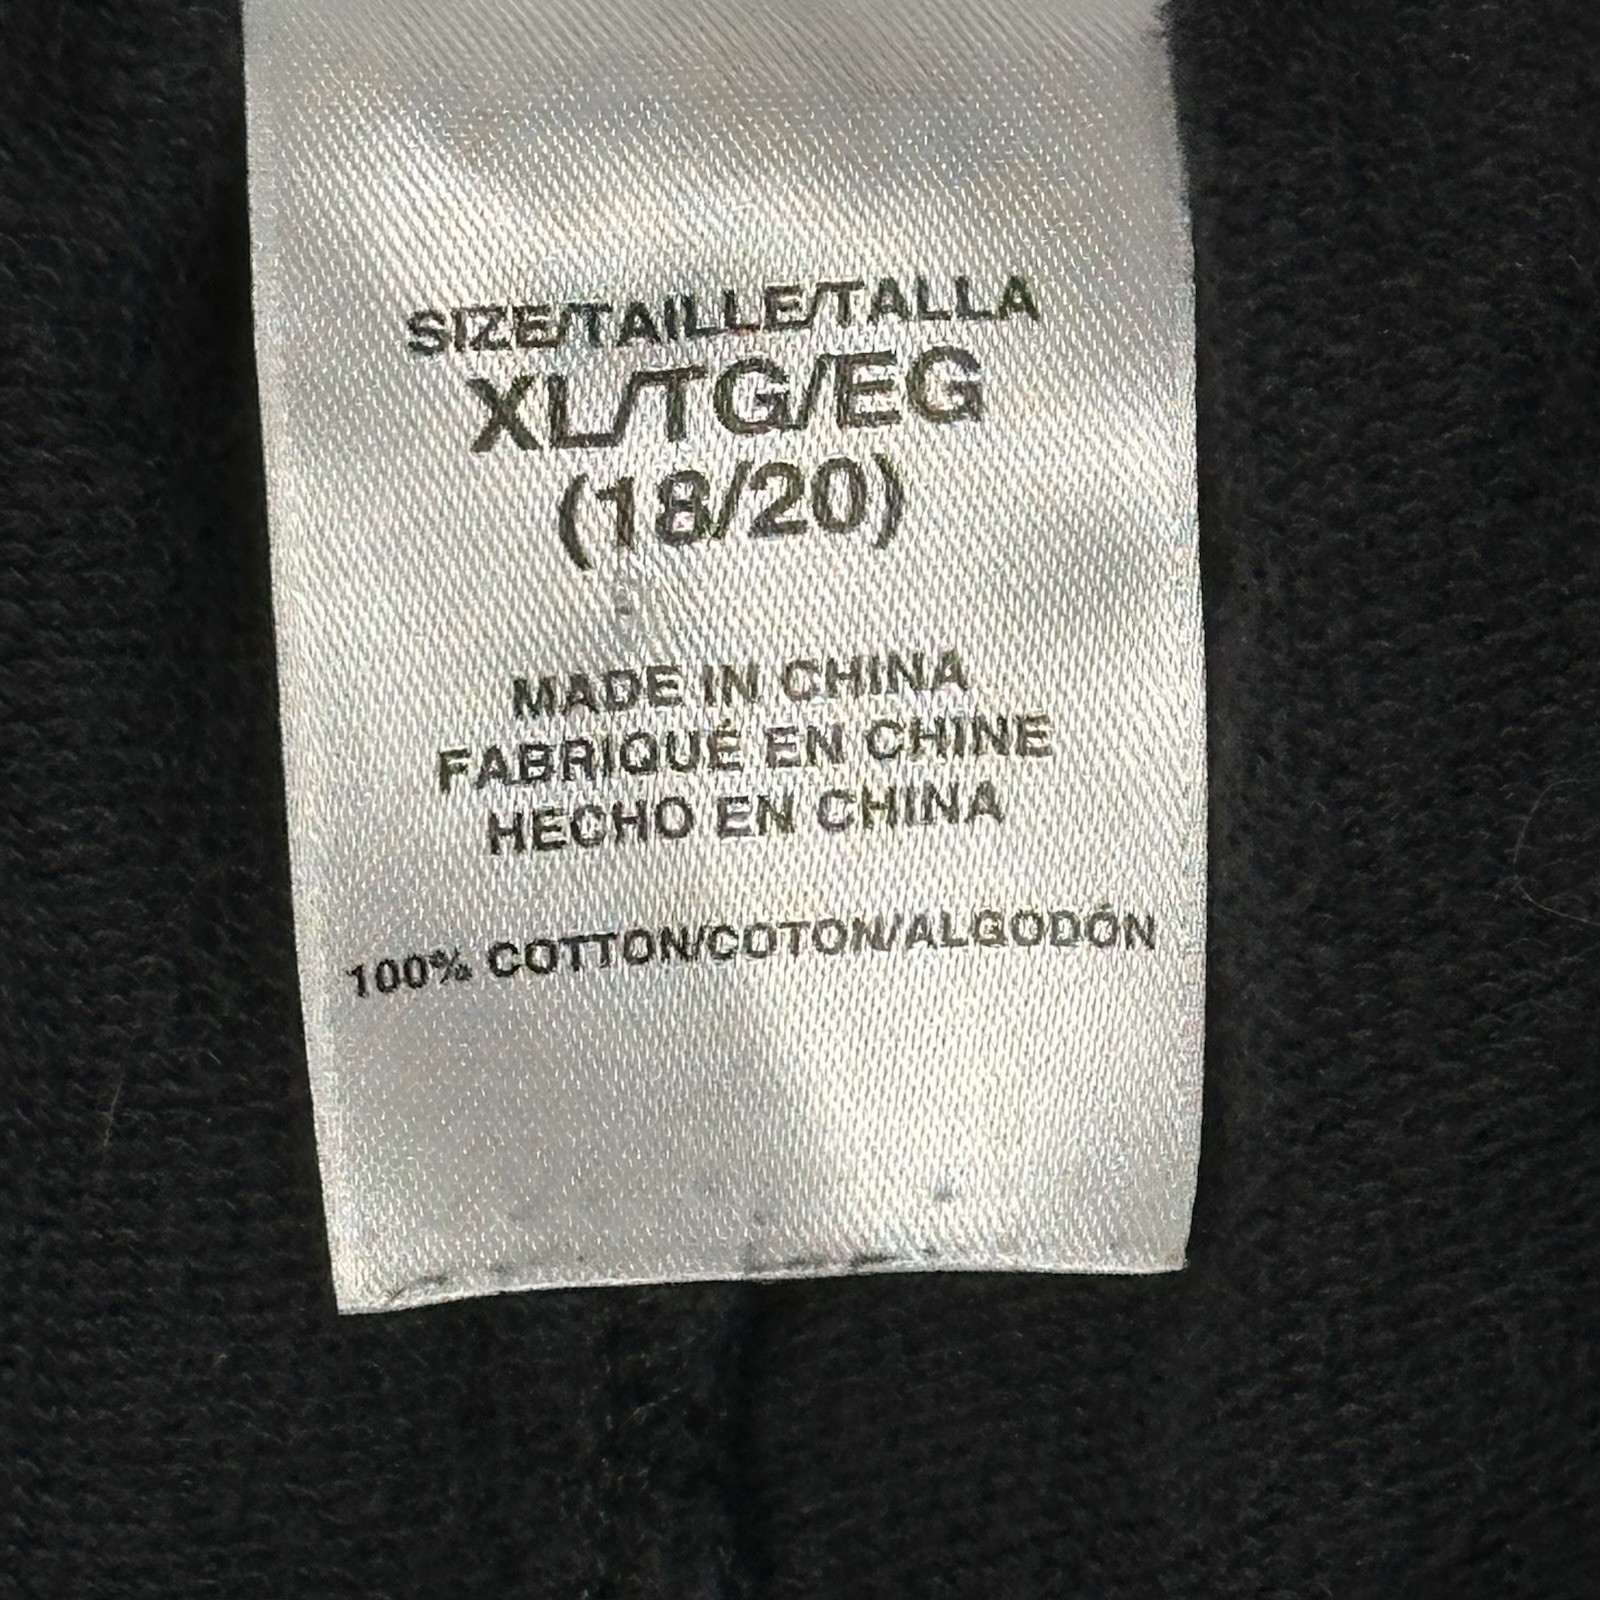 SIZE/TAILLE/TALLA
XL/TG/EG
(18/20)
MADE IN CHINA
FABRIQUÉ EN CHINE
HECHO EN CHINA
100% COTTON/COTON/ALGODÓN